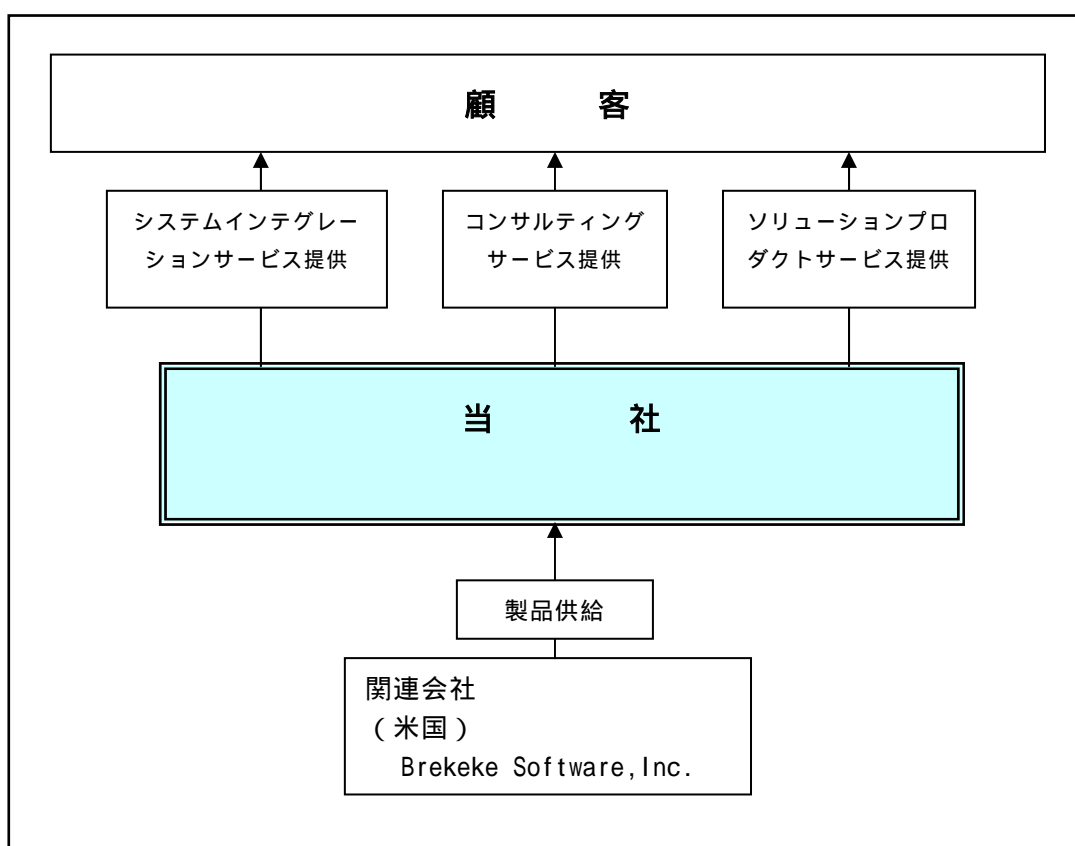 顧 客
システムインテグレー
ションサービス提供
コンサルティング
サービス提供
ソリューションプロ
ダクトサービス提供
当 社
製品供給
関連会社
(米国)
Brekeke Software,Inc.